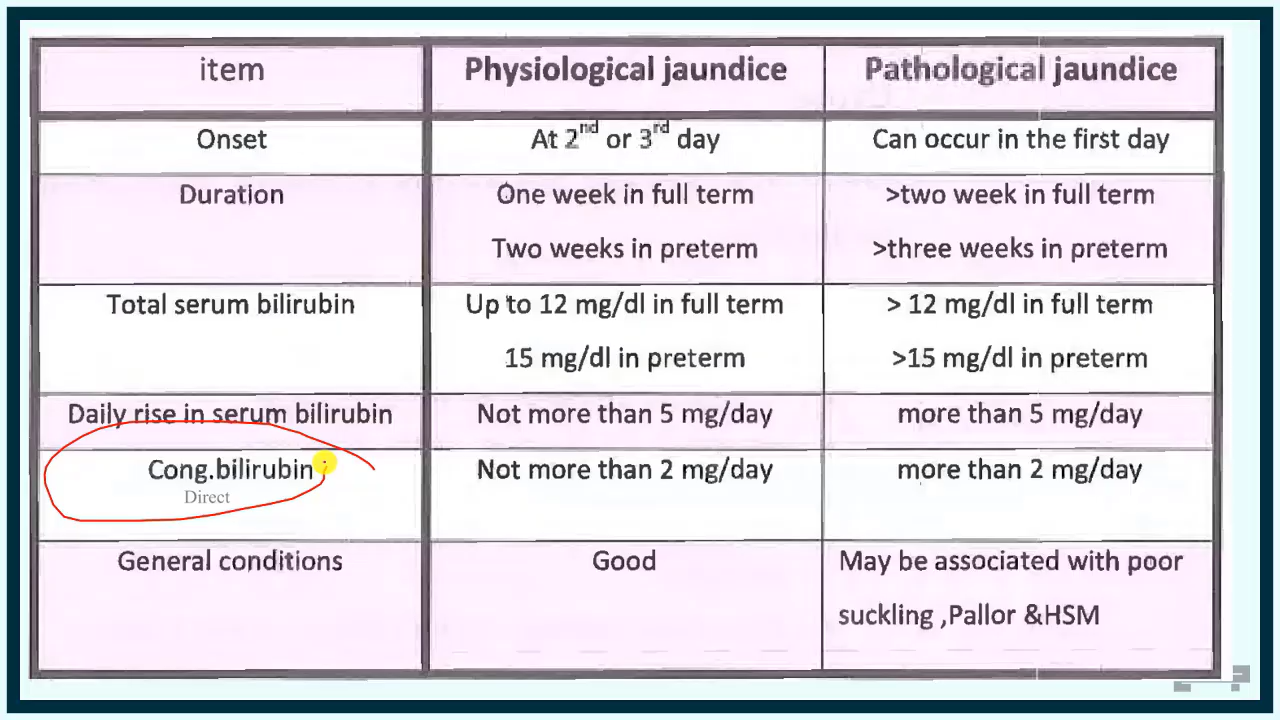 item
Physiological jaundice
Pathological jaundice
Onset
At 2nd or 3rd day
Can occur in the first day
Duration
One week in full term
Two weeks in preterm
>two week in full term
>three weeks in preterm
Total serum bilirubin
Up to 12 mg/dl in full term
15 mg/dl in preterm
> 12 mg/dl in full term
>15 mg/dl in preterm
Daily rise in serum bilirubin
Not more than 5 mg/day
more than 5 mg/day
Cong.bilirubin
Direct
Not more than 2 mg/day
more than 2 mg/day
General conditions
Good
May be associated with poor
suckling ,Pallor &HSM